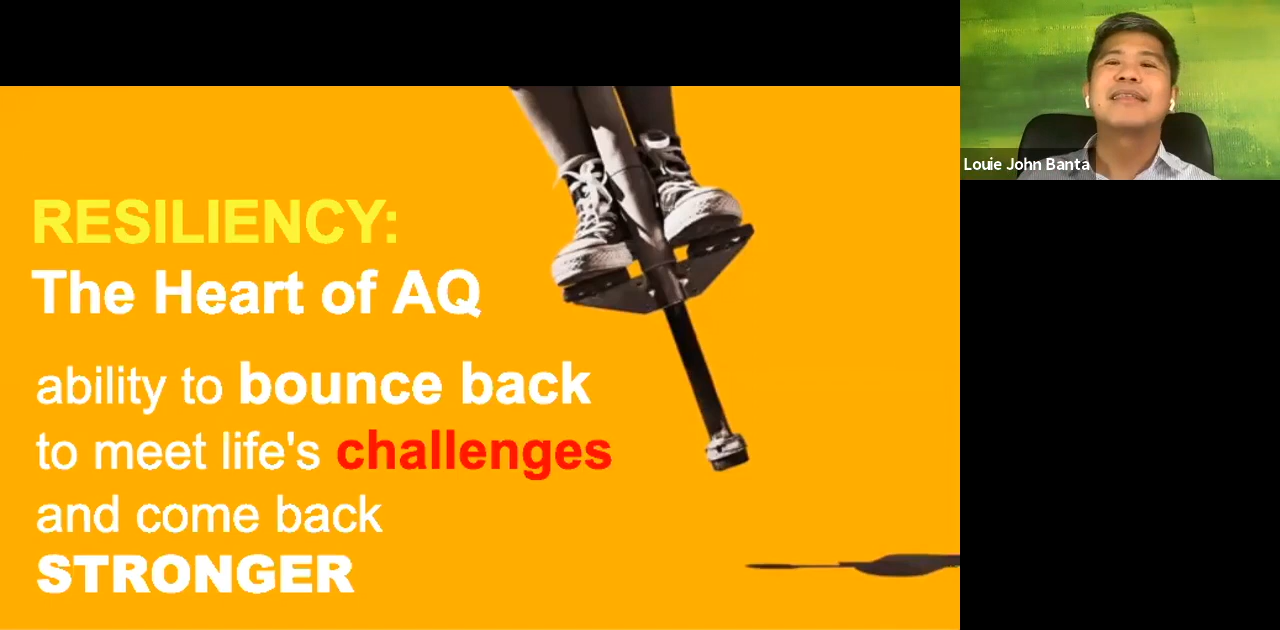 RESILIENCY:
The Heart of AQ
ability to bounce back
to meet life's challenges
and come back
STRONGER
Louie John Banta